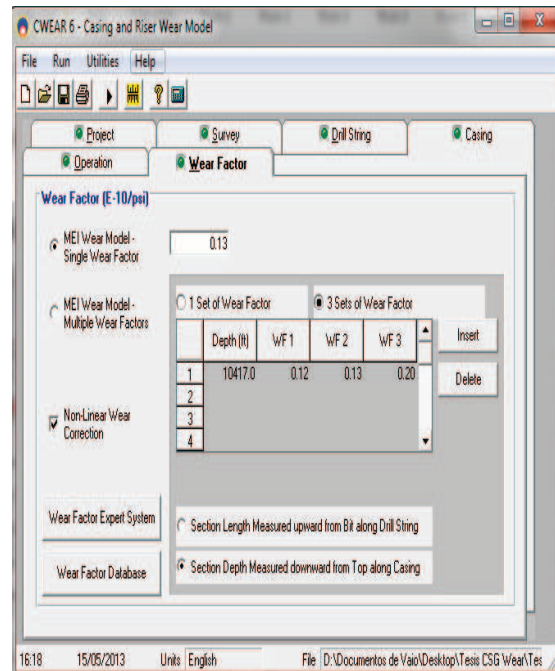 CWEAR 6 - Casing and Riser Wear Model
File Run Utilities Help
Project Survey Drill String Casing
Operation Wear Factor
Wear Factor (E-10/psi)
MEI Wear Model -
Single Wear Factor
0.13
MEI Wear Model -
Multiple Wear Factors
1 Set of Wear Factor 3 Sets of Wear Factor
Depth (ft) WF 1 WF 2 WF 3
1 10417.0 0.12 0.13 0.20
2
3
4
Insert
Delete
Non-Linear Wear
Correction
Wear Factor Expert System
Wear Factor Database
Section Length Measured upward from Bit along Drill String
Section Depth Measured downward from Top along Casing
16:18 15/05/2013 Units English File D:\Documentos de Vaio\Desktop\Tesis CSG Wear\Tes